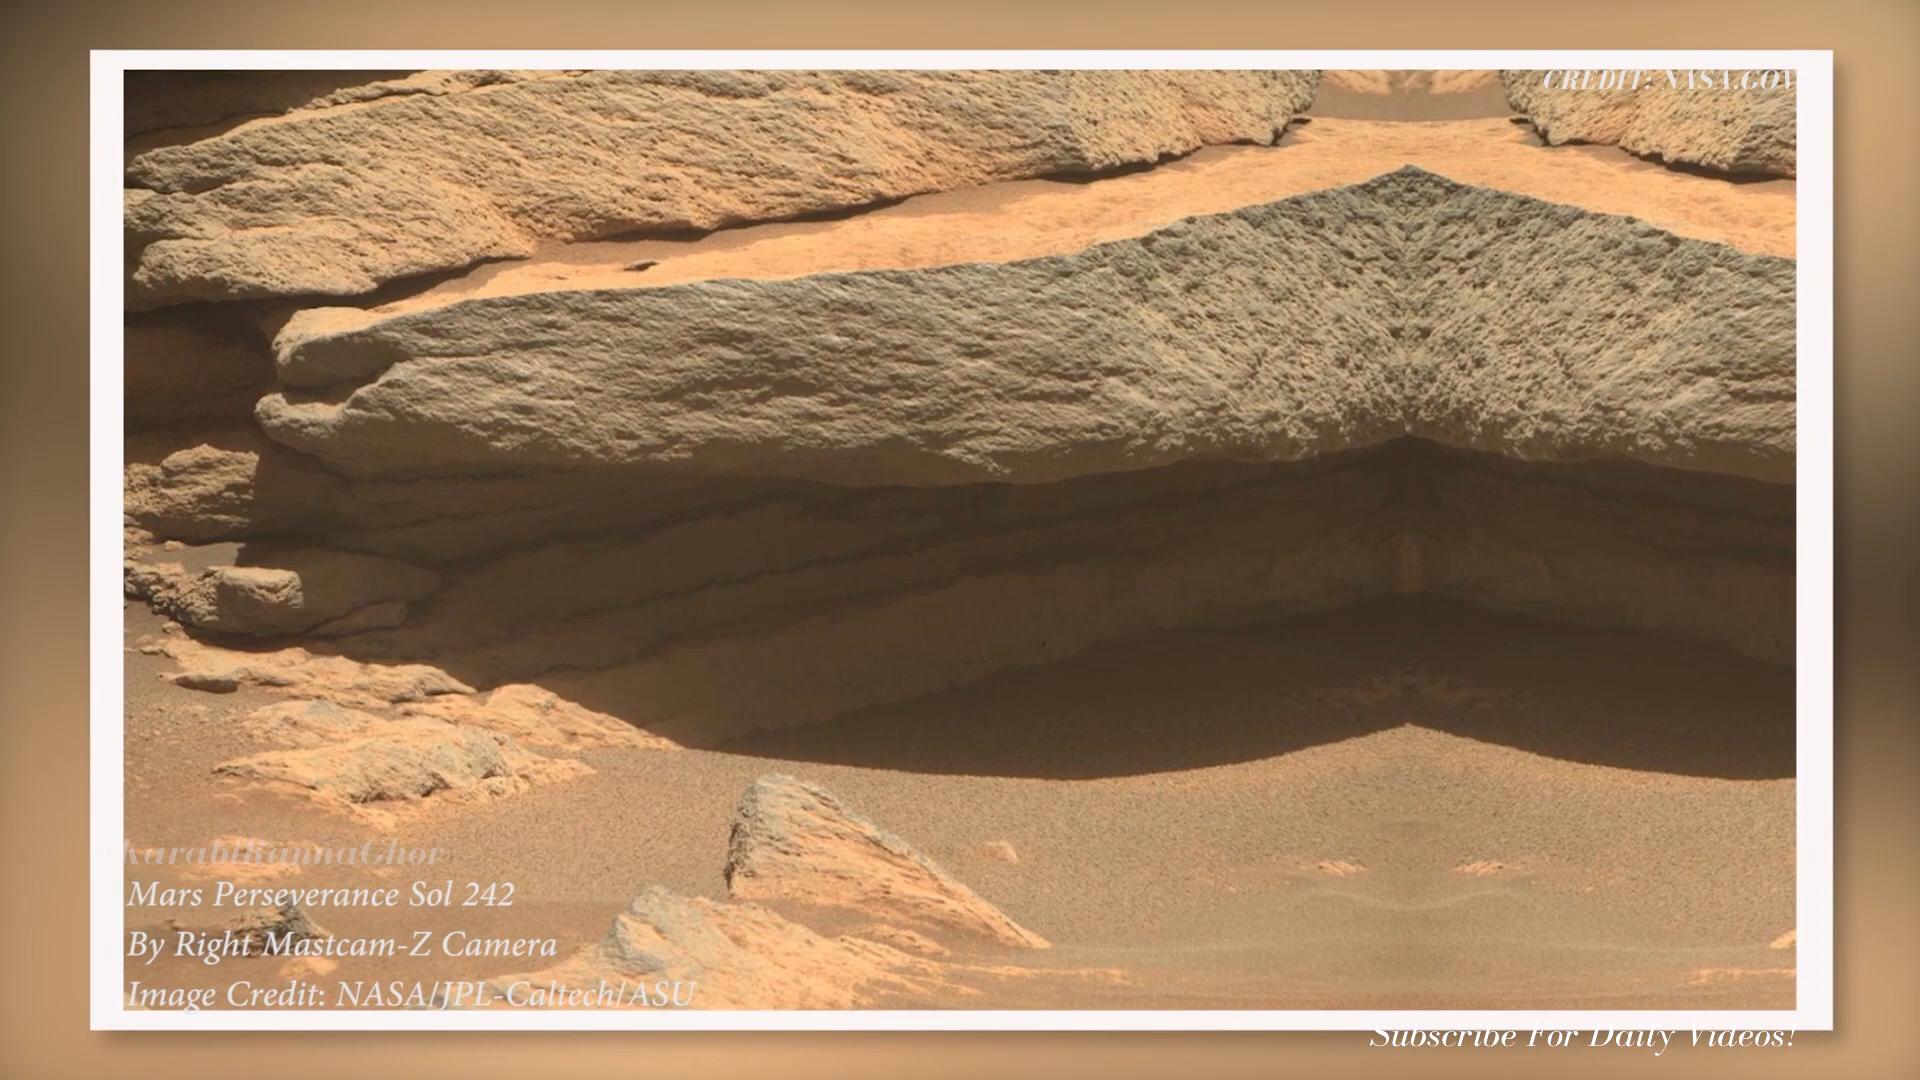 CREDIT: NASA.GOV
KarabiRannaGhor
Mars Perseverance Sol 242
By Right Mastcam-Z Camera
Image Credit: NASA/JPL-Caltech/ASU
Subscribe For Daily Videos!